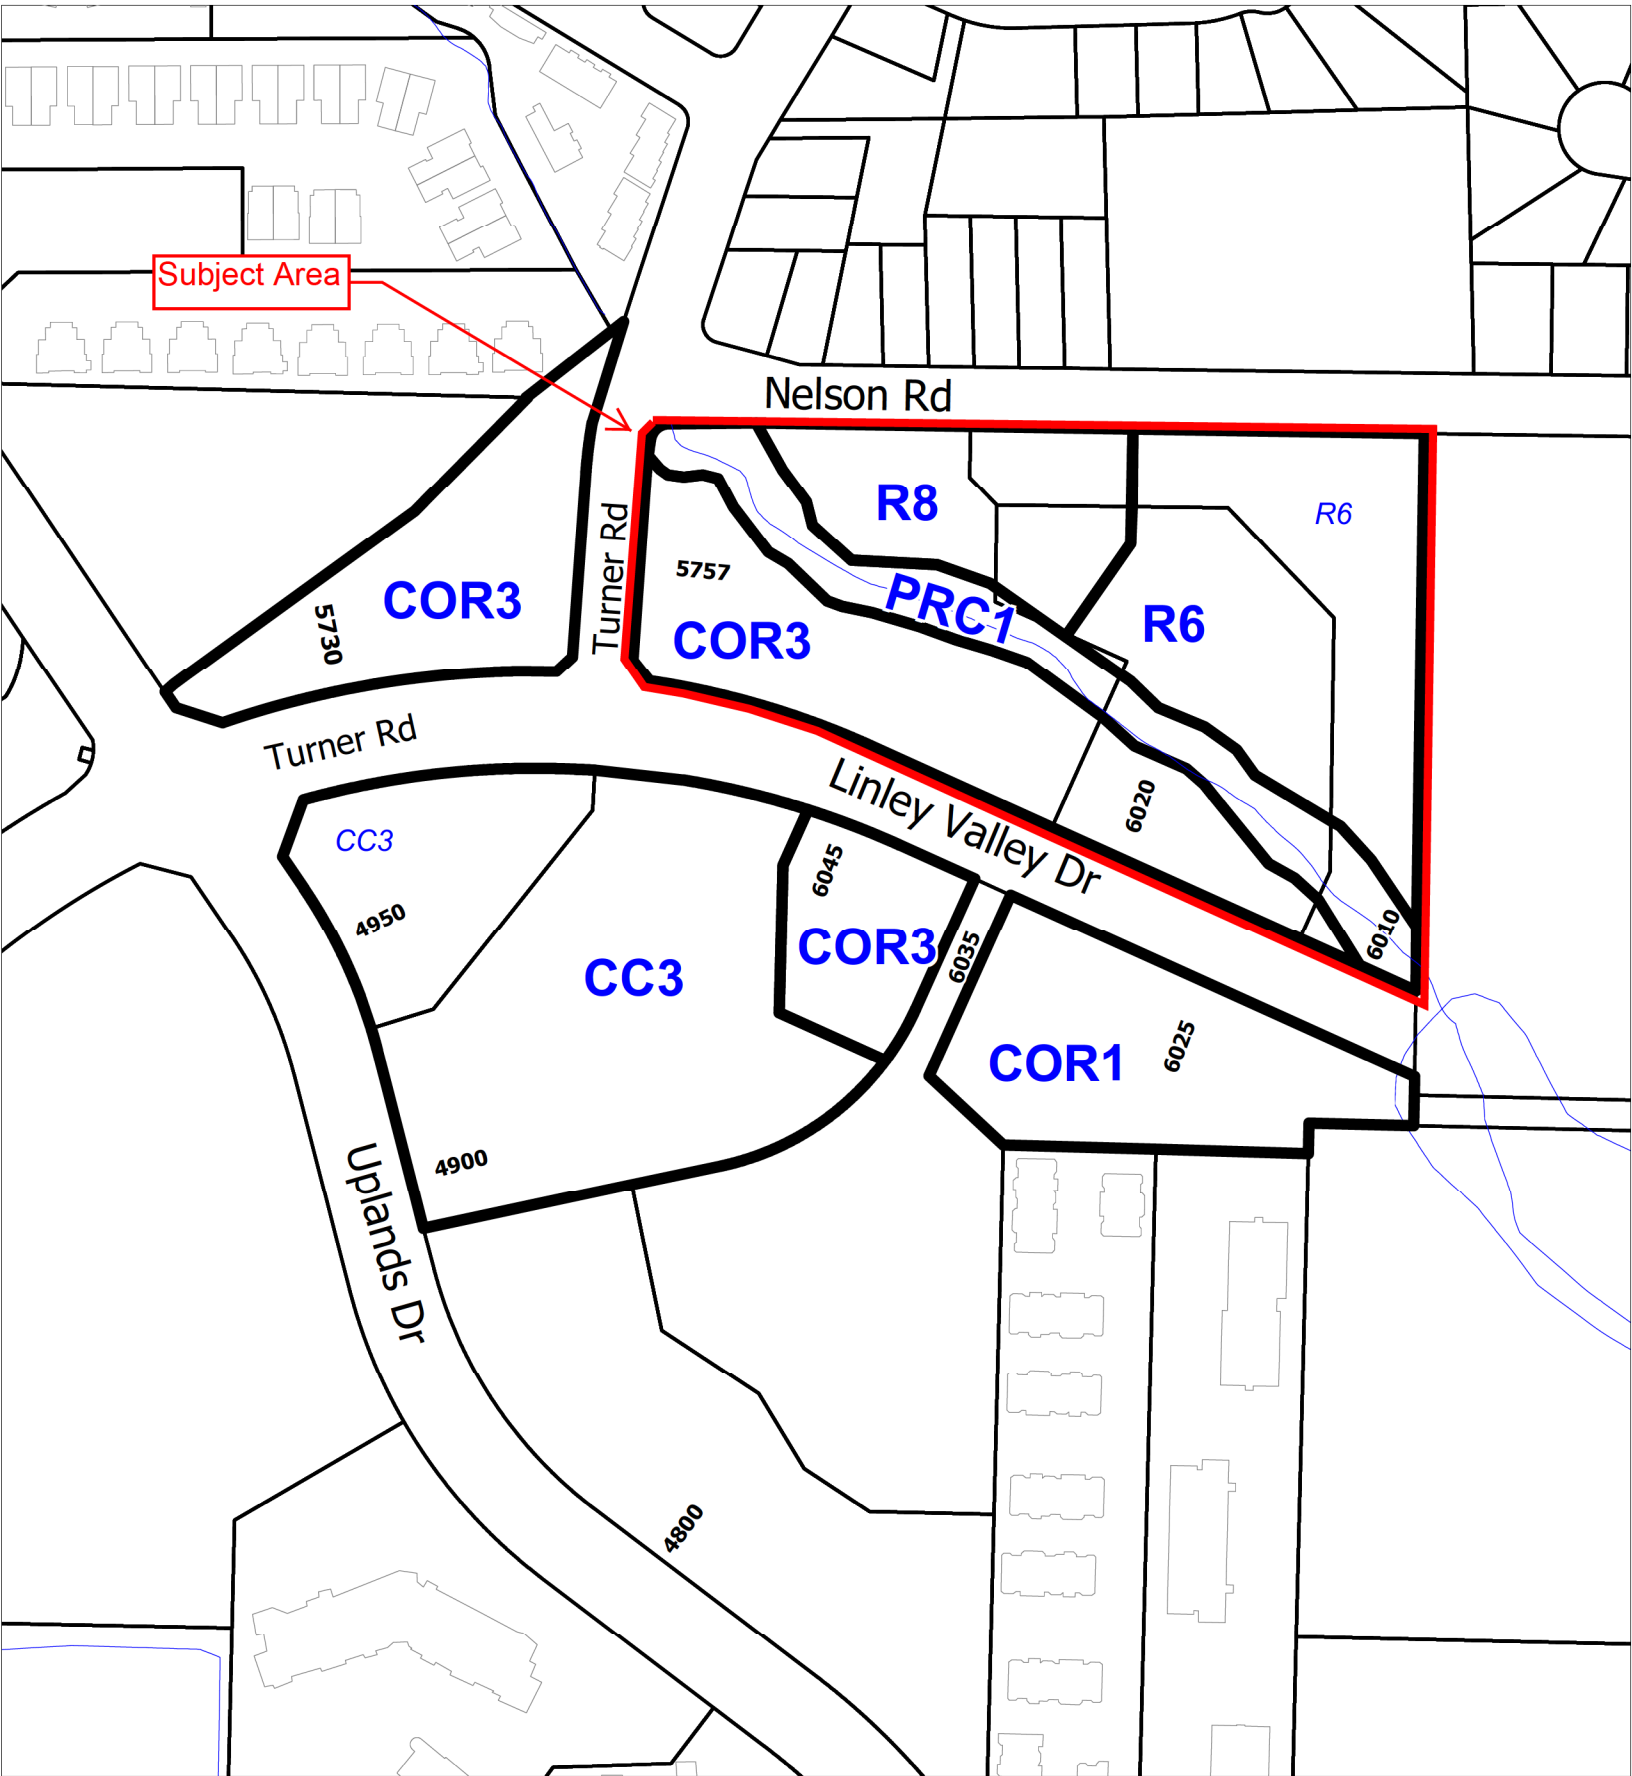 Subject Area
Nelson Rd
R8
R6
Turner Rd
5757
PRC1
COR3
5730
COR3
R6
Turner Rd
Linley Valley Dr
6020
CC3
6045
4950
COR3
6035
6010
CC3
COR1
6025
4900
Uplands Dr
4800